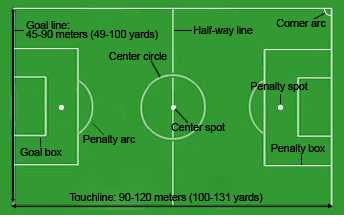 Goal line:
45-90 meters (49-100 yards)
Corner arc
Half-way line
Center circle
Penalty spot
Center spot
Penalty arc
Goal box
Penalty box
Touchline: 90-120 meters (100-131 yards)